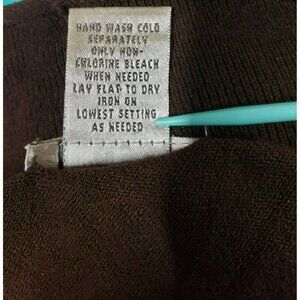 HAND WASH COLD
SEPARATELY
ONLY NON-
CHLORINE BLEACH
WHEN NEEDED
LAY FLAT TO DRY
IRON ON
LOWEST SETTING
AS NEEDED